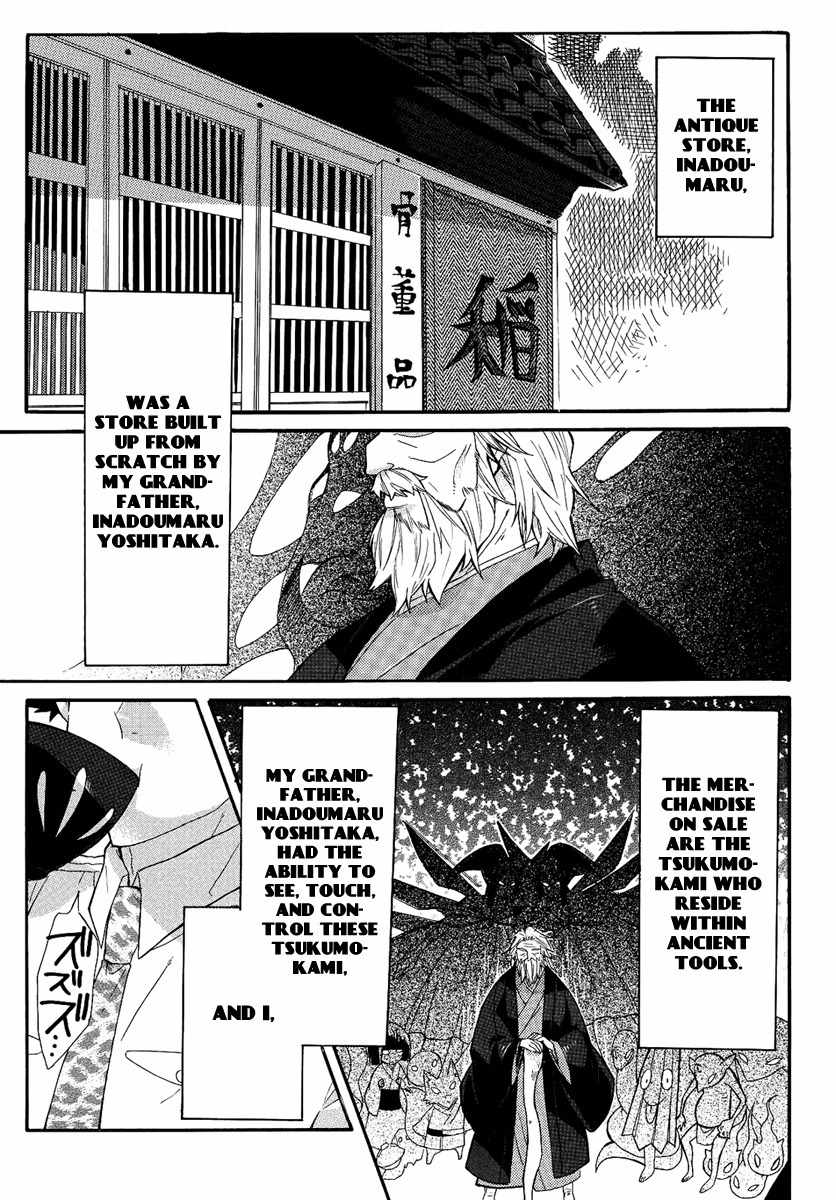 THE
ANTIQUE
STORE,
INADOU-
MARU,
骨
董
品
稲
WAS A
STORE BUILT
UP FROM
SCRATCH BY
MY GRAND-
FATHER,
INADOUMARU
YOSHITAKA.
THE MER-
CHANDISE
ON SALE
ARE THE
TSUKUMO-
KAMI WHO
RESIDE
WITHIN
ANCIENT
TOOLS.
MY GRAND-
FATHER,
INADOUMARU
YOSHITAKA,
HAD THE
ABILITY TO
SEE, TOUCH,
AND CON-
TROL THESE
TSUKUMO-
KAMI,
AND I,
ズズズ…